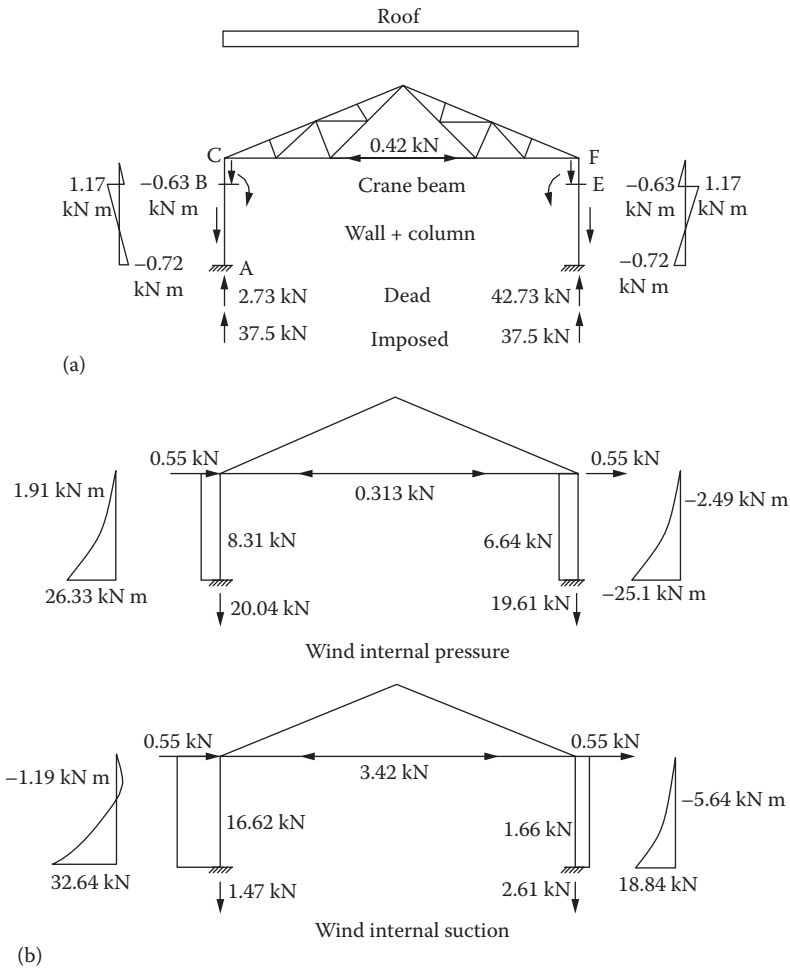 Roof
C
0.42 kN
F
1.17
kN m
−0.63
kN m
B
Crane beam
E
−0.63
kN m
1.17
kN m
Wall + column
−0.72
kN m
A
−0.72
kN m
2.73 kN
Dead
42.73 kN
37.5 kN
Imposed
37.5 kN
(a)
0.55 kN
0.55 kN
1.91 kN m
0.313 kN
−2.49 kN m
8.31 kN
6.64 kN
26.33 kN m
20.04 kN
19.61 kN
−25.1 kN m
Wind internal pressure
0.55 kN
0.55 kN
−1.19 kN m
3.42 kN
−5.64 kN m
16.62 kN
1.66 kN
32.64 kN
1.47 kN
2.61 kN
18.84 kN
Wind internal suction
(b)